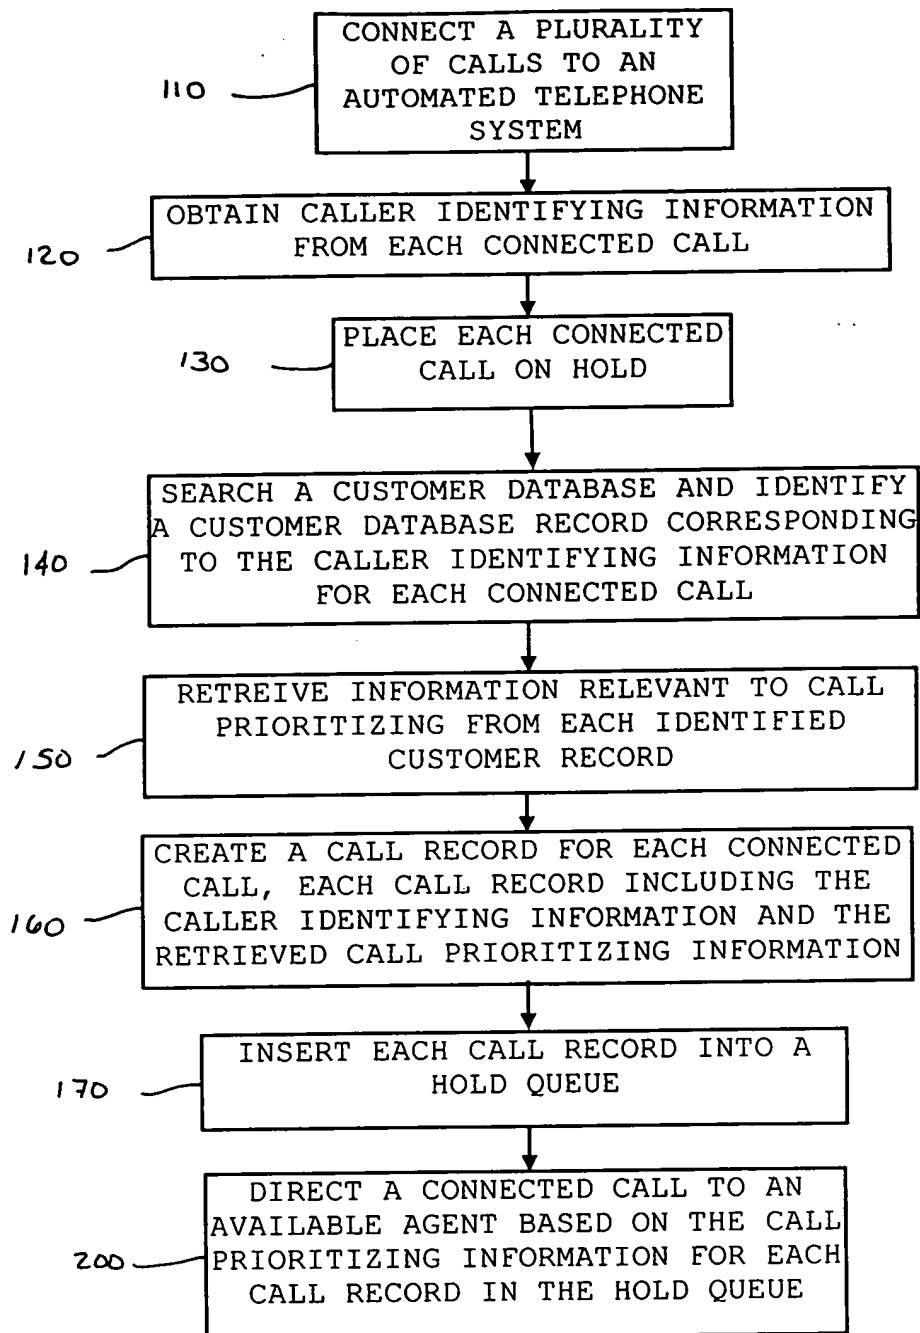 CONNECT A PLURALITY
OF CALLS TO AN
AUTOMATED TELEPHONE
SYSTEM
110
OBTAIN CALLER IDENTIFYING INFORMATION
FROM EACH CONNECTED CALL
120
PLACE EACH CONNECTED
CALL ON HOLD
130
SEARCH A CUSTOMER DATABASE AND IDENTIFY
A CUSTOMER DATABASE RECORD CORRESPONDING
TO THE CALLER IDENTIFYING INFORMATION
FOR EACH CONNECTED CALL
140
RETREIVE INFORMATION RELEVANT TO CALL
PRIORITIZING FROM EACH IDENTIFIED
CUSTOMER RECORD
150
CREATE A CALL RECORD FOR EACH CONNECTED
CALL, EACH CALL RECORD INCLUDING THE
CALLER IDENTIFYING INFORMATION AND THE
RETRIEVED CALL PRIORITIZING INFORMATION
160
INSERT EACH CALL RECORD INTO A
HOLD QUEUE
170
DIRECT A CONNECTED CALL TO AN
AVAILABLE AGENT BASED ON THE CALL
PRIORITIZING INFORMATION FOR EACH
CALL RECORD IN THE HOLD QUEUE
200